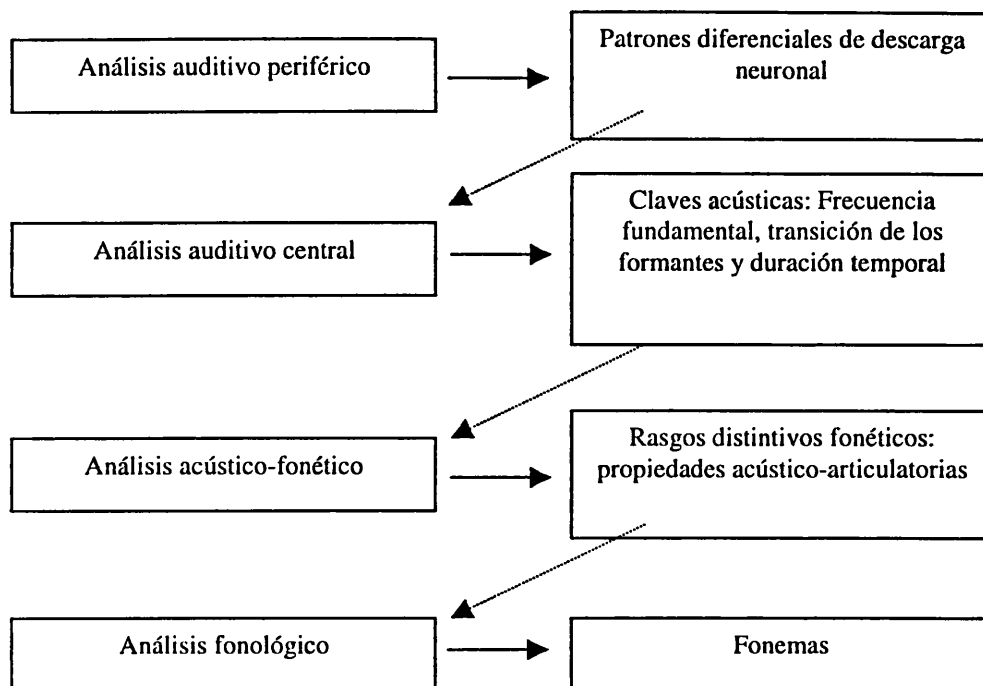 Análisis auditivo periférico
Patrones diferenciales de descarga
neuronal
Análisis auditivo central
Claves acústicas: Frecuencia
fundamental, transición de los
formantes y duración temporal
Análisis acústico-fonético
Rasgos distintivos fonéticos:
propiedades acústico-articulatorias
Análisis fonológico
Fonemas